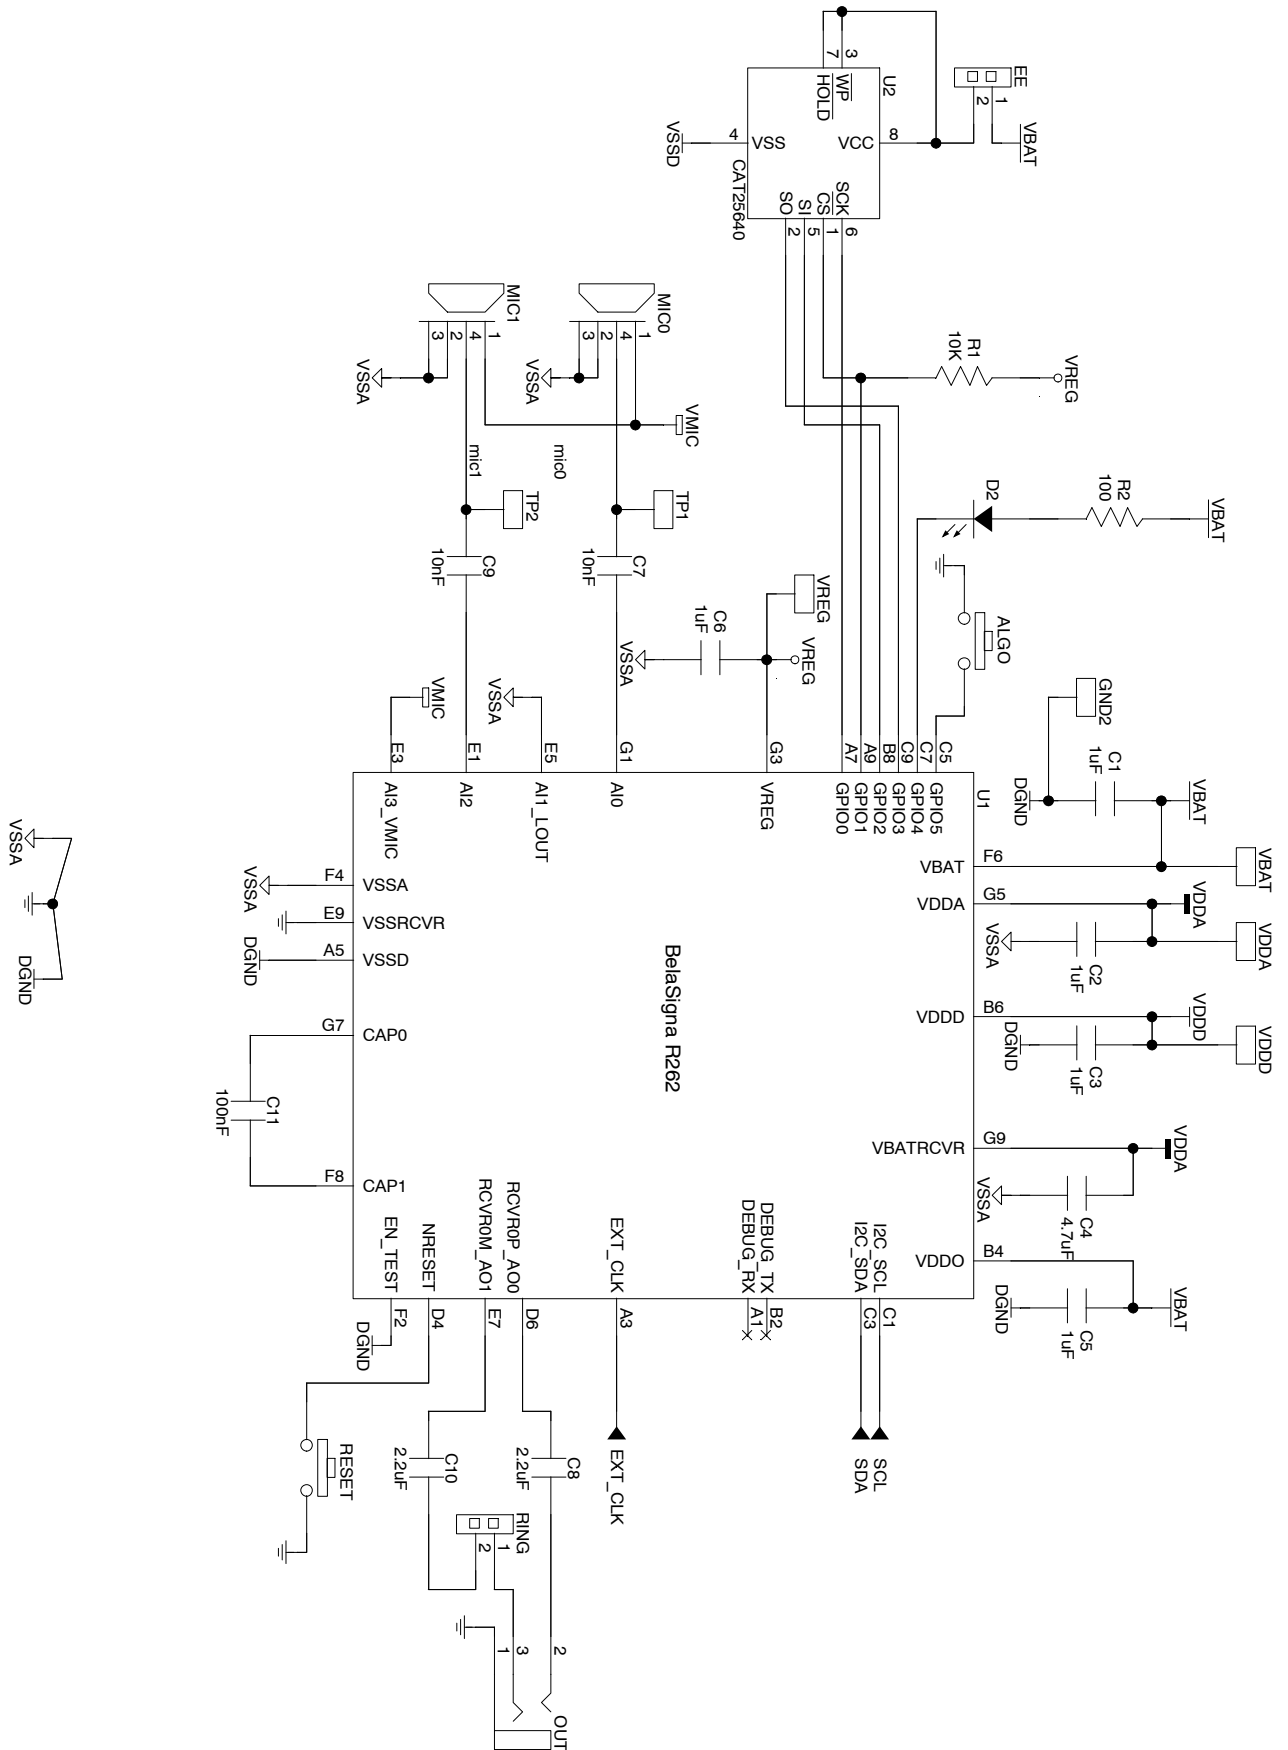 EE
1
2
VBAT
3
7
U2
WP
HOLD
VCC
8
VSS
4
VSSD
CAT25640
SCK
CS
SI
SO
6
1
5
2
R1
10K
VREG
MIC0
1
4
2
3
VSSA
MIC1
1
4
2
3
VSSA
VMIC
mic0
mic1
TP1
TP2
C7
10nF
C9
10nF
R2
100
VBAT
D2
ALGO
VREG
VREG
C6
1uF
VSSA
VSSA
VMIC
GND2
C1
1uF
DGND
VBAT
VBAT
C5
C7
C9
B8
A9
A7
G3
G1
E5
E1
E3
U1
GPIO5
GPIO4
GPIO3
GPIO2
GPIO1
GPIO0
VREG
AI0
AI1_LOUT
AI2
AI3_VMIC
VBAT
F6
VDDA
G5
VDDA
VDDA
C2
1uF
VSSA
VDDD
B6
VDDD
VDDD
C3
1uF
DGND
VBATRCVR
G9
VDDA
C4
4.7uF
VSSA
VDDO
B4
VBAT
C5
1uF
DGND
BelaSigna R262
VSSA
F4
VSSA
VSSRCVR
E9
VSSD
A5
DGND
CAP0
G7
C11
100nF
CAP1
F8
VSSA
DGND
I2C_SCL
I2C_SDA
DEBUG_TX
DEBUG_RX
EXT_CLK
RCVR0P_AO0
RCVR0M_AO1
NRESET
EN_TEST
C1
C3
B2
A1
A3
D6
E7
D4
F2
DGND
SCL
SDA
EXT_CLK
C8
2.2uF
C10
2.2uF
RESET
RING
1
2
2
3
1
OUT